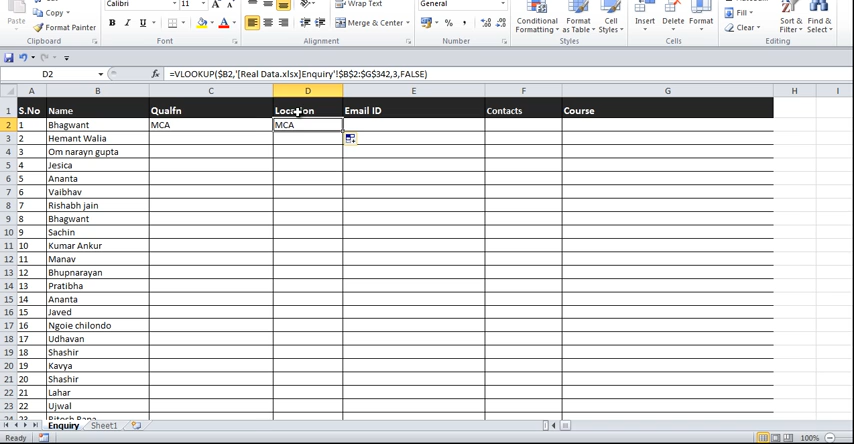 Calibri 11 Wrap Text General
Paste Copy Merge & Center Conditional Formatting Format as Table Cell Styles Insert Delete Format Fill Sort & Filter Find & Select
Format Painter Clear
Clipboard Font Alignment Number Styles Cells Editing
D2 fx =VLOOKUP($B2,'[Real Data.xlsx]Enquiry'!$B$2:$G$342,3,FALSE)
A B C D E F G H I
1 S.No Name Qualfn Location Email ID Contacts Course
2 1 Bhagwant MCA MCA
3 2 Hemant Walia
4 3 Om narayn gupta
5 4 Jesica
6 5 Ananta
7 6 Vaibhav
8 7 Rishabh jain
9 8 Bhagwant
10 9 Sachin
11 10 Kumar Ankur
12 11 Manav
13 12 Bhupnarayan
14 13 Pratibha
15 14 Ananta
16 15 Javed
17 16 Ngoie chilondo
18 17 Udhavan
19 18 Shashir
20 19 Kavya
21 20 Shashir
22 21 Lahar
23 22 Ujwal
24 23 Ritesh Rana
Enquiry Sheet1
Ready 100%